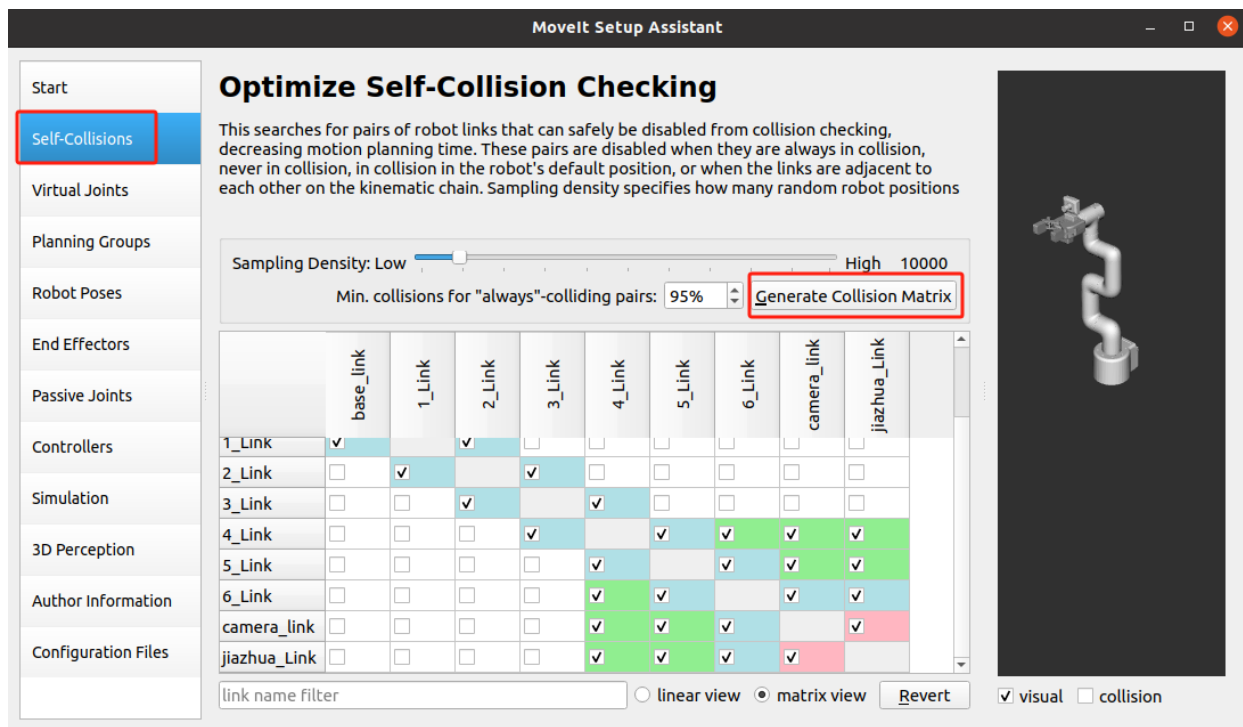 MoveIt Setup Assistant
Start
Self-Collisions
Virtual Joints
Planning Groups
Robot Poses
End Effectors
Passive Joints
Controllers
Simulation
3D Perception
Author Information
Configuration Files
Optimize Self-Collision Checking
This searches for pairs of robot links that can safely be disabled from collision checking,
decreasing motion planning time. These pairs are disabled when they are always in collision,
never in collision, in collision in the robot's default position, or when the links are adjacent to
each other on the kinematic chain. Sampling density specifies how many random robot positions
Sampling Density: Low High 10000
Min. collisions for "always"-colliding pairs: 95% Generate Collision Matrix
base_link 1_Link 2_Link 3_Link 4_Link 5_Link 6_Link camera_link jiazhua_Link
1_Link
2_Link
3_Link
4_Link
5_Link
6_Link
camera_link
jiazhua_Link
link name filter linear view matrix view Revert
visual collision